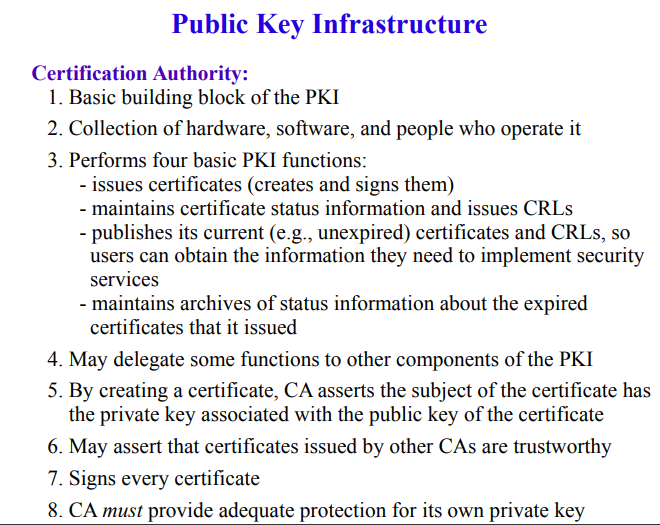 Public Key Infrastructure
Certification Authority:
1. Basic building block of the PKI
2. Collection of hardware, software, and people who operate it
3. Performs four basic PKI functions:
- issues certificates (creates and signs them)
- maintains certificate status information and issues CRLs
- publishes its current (e.g., unexpired) certificates and CRLs, so
users can obtain the information they need to implement security
services
- maintains archives of status information about the expired
certificates that it issued
4. May delegate some functions to other components of the PKI
5. By creating a certificate, CA asserts the subject of the certificate has
the private key associated with the public key of the certificate
6. May assert that certificates issued by other CAs are trustworthy
7. Signs every certificate
8. CA must provide adequate protection for its own private key